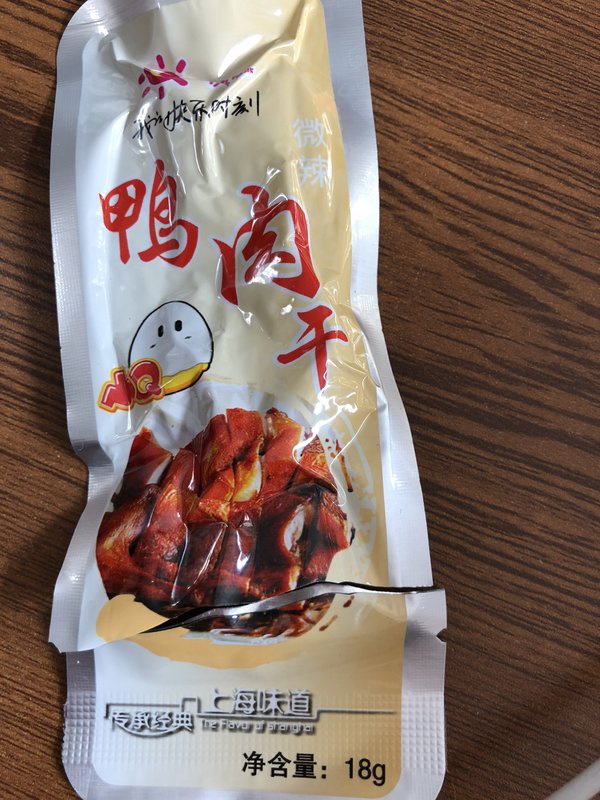 我的快乐时刻
微辣
鸭肉干
Q
传承经典
上海味道
The Flavor of Shanghai
净含量：18g